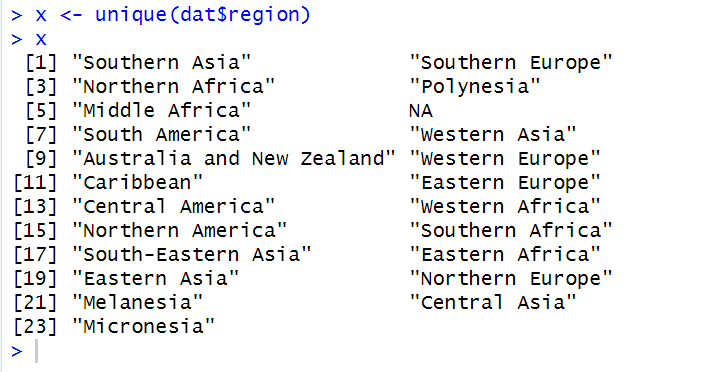 > x <- unique(dat$region)
> x
 [1] "Southern Asia"             "Southern Europe"
 [3] "Northern Africa"           "Polynesia"
 [5] "Middle Africa"             NA
 [7] "South America"             "Western Asia"
 [9] "Australia and New Zealand" "Western Europe"
[11] "Caribbean"                 "Eastern Europe"
[13] "Central America"           "Western Africa"
[15] "Northern America"          "Southern Africa"
[17] "South-Eastern Asia"        "Eastern Africa"
[19] "Eastern Asia"              "Northern Europe"
[21] "Melanesia"                 "Central Asia"
[23] "Micronesia"
>